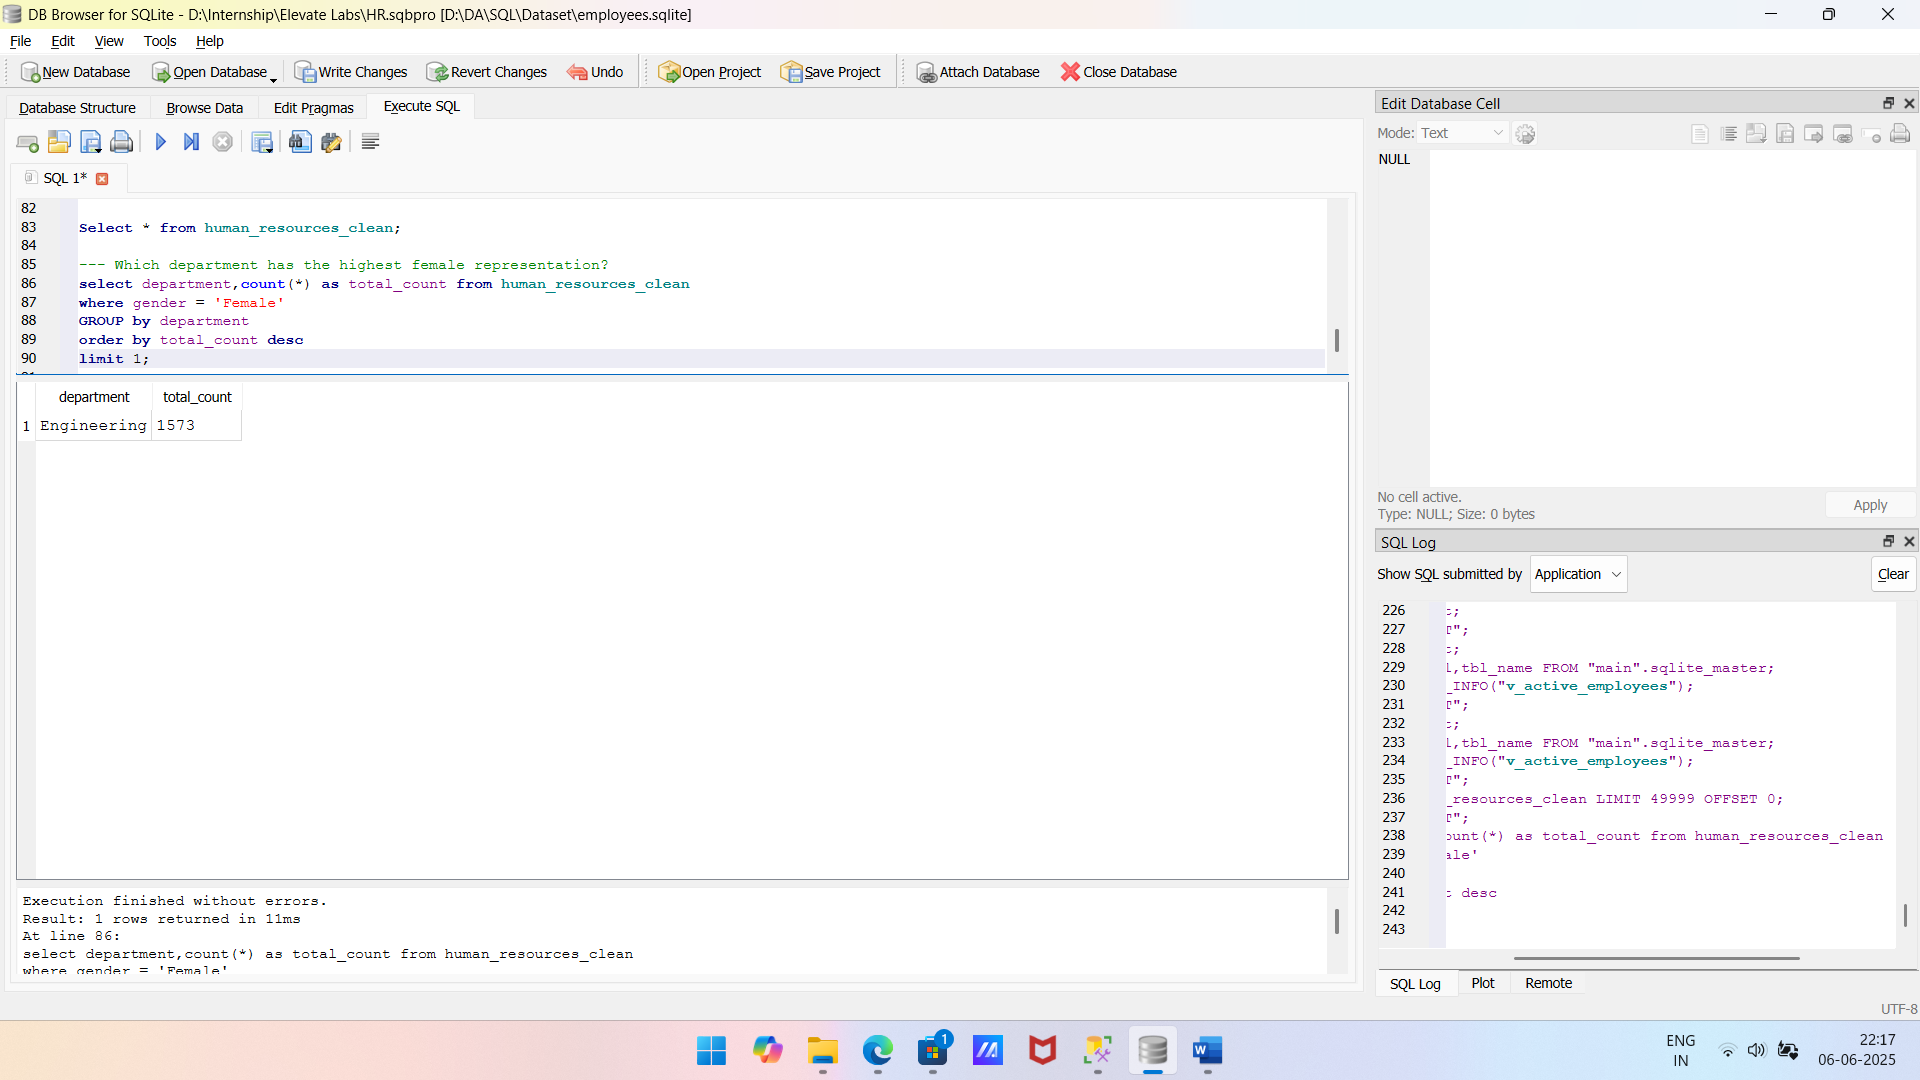 DB Browser for SQLite - D:\Internship\Elevate Labs\HR.sqbpro [D:\DA\SQL\Dataset\employees.sqlite]
File Edit View Tools Help
New Database Open Database Write Changes Revert Changes Undo Open Project Save Project Attach Database Close Database
Database Structure Browse Data Edit Pragmas Execute SQL
SQL 1*
82
83 Select * from human_resources_clean;
84
85 --- Which department has the highest female representation?
86 select department,count(*) as total_count from human_resources_clean
87 where gender = 'Female'
88 GROUP by department
89 order by total_count desc
90 limit 1;
department total_count
1 Engineering 1573
Execution finished without errors.
Result: 1 rows returned in 11ms
At line 86:
select department,count(*) as total_count from human_resources_clean
where gender = 'Female'
Edit Database Cell
Mode: Text
NULL
No cell active.
Type: NULL; Size: 0 bytes
Apply
SQL Log
Show SQL submitted by Application Clear
226 t;
227 T";
228 t;
229 l,tbl_name FROM "main".sqlite_master;
230 _INFO("v_active_employees");
231 T";
232 t;
233 l,tbl_name FROM "main".sqlite_master;
234 _INFO("v_active_employees");
235 T";
236 _resources_clean LIMIT 49999 OFFSET 0;
237 T";
238 ount(*) as total_count from human_resources_clean
239 ale'
240
241 t desc
242
243
SQL Log Plot Remote
UTF-8
1
W
ENG
IN
22:17
06-06-2025